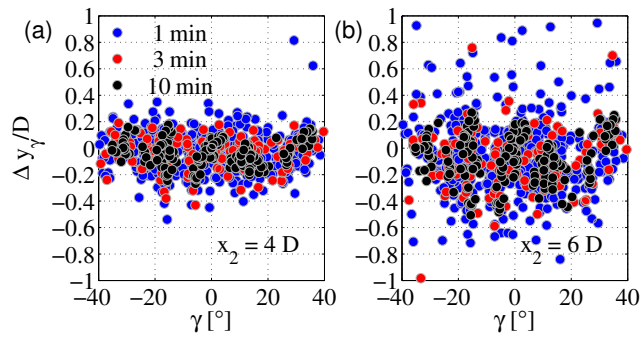 (a)
1 min
3 min
10 min
Δ y_γ/D
1
0.8
0.6
0.4
0.2
0
−0.2
−0.4
−0.6
−0.8
−1
x₂ = 4 D
−40 −20 0 20 40
γ [°]
(b)
x₂ = 6 D
−40 −20 0 20 40
γ [°]